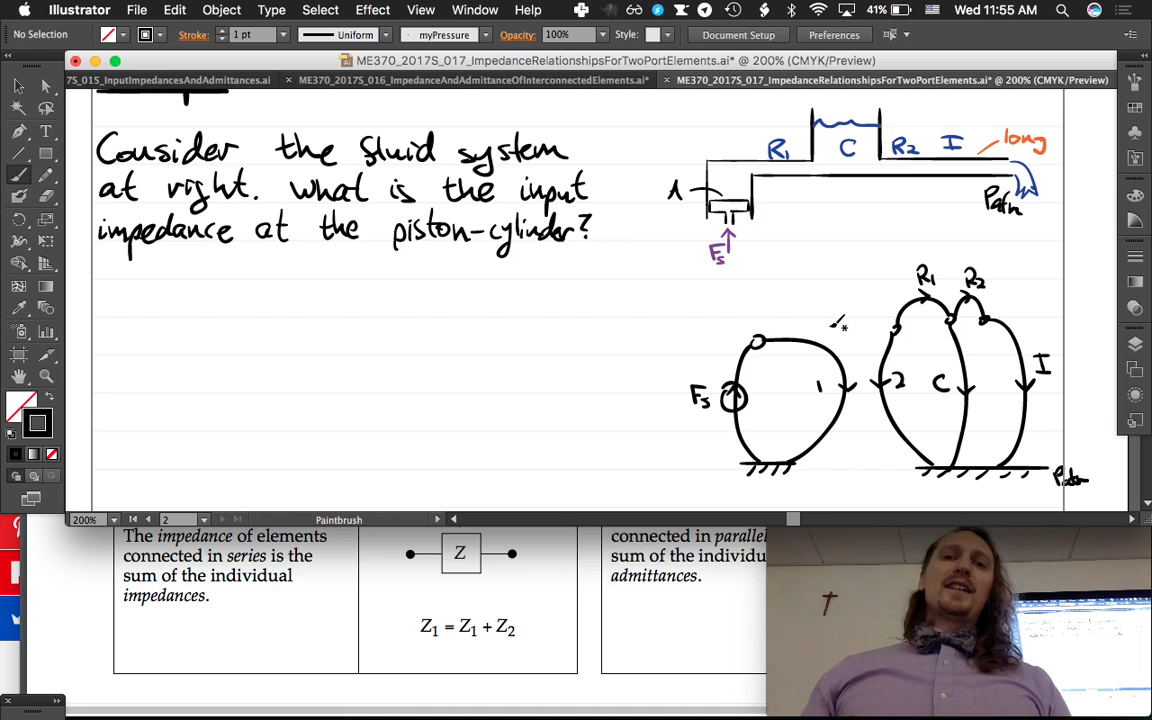 Illustrator File Edit Object Type Select Effect View Window Help 41% Wed 11:55 AM
No Selection Stroke: 1 pt Uniform myPressure Opacity: 100% Style: Document Setup Preferences
ME370_2017S_017_ImpedanceRelationshipsForTwoPortElements.ai* @ 200% (CMYK/Preview)
7S_015_InputImpedancesAndAdmittances.ai ME370_2017S_016_ImpedanceAndAdmittanceOfInterconnectedElements.ai* ME370_2017S_017_ImpedanceRelationshipsForTwoPortElements.ai* @ 200% (CMYK/Preview)
Consider the fluid system
at right. What is the input
impedance at the piston-cylinder?
R1 C R2 I long
A
Patm
Fs
R1 R2
Fs 1 2 C I
Patm
200% 2 Paintbrush
The impedance of elements
connected in series is the
sum of the individual
impedances.
Z
Z1 = Z1 + Z2
connected in parallel
sum of the individu
admittances.